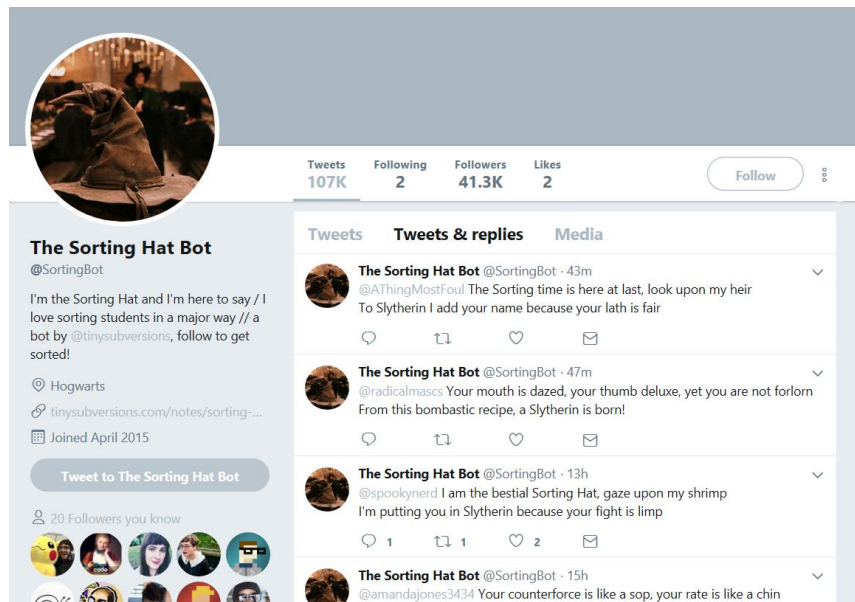 Tweets Following Followers Likes
107K 2 41.3K 2
Follow
The Sorting Hat Bot
@SortingBot
I'm the Sorting Hat and I'm here to say / I
love sorting students in a major way // a
bot by @tinysubversions, follow to get
sorted!
Hogwarts
tinysubversions.com/notes/sorting-...
Joined April 2015
Tweet to The Sorting Hat Bot
20 Followers you know
code
Tweets Tweets & replies Media
The Sorting Hat Bot @SortingBot · 43m
@AThingMostFoul The Sorting time is here at last, look upon my heir
To Slytherin I add your name because your lath is fair
The Sorting Hat Bot @SortingBot · 47m
@radicalmascs Your mouth is dazed, your thumb deluxe, yet you are not forlorn
From this bombastic recipe, a Slytherin is born!
The Sorting Hat Bot @SortingBot · 13h
@spookynerd I am the bestial Sorting Hat, gaze upon my shrimp
I'm putting you in Slytherin because your fight is limp
1 1 2
The Sorting Hat Bot @SortingBot · 15h
@amandajones3434 Your counterforce is like a sop, your rate is like a chin